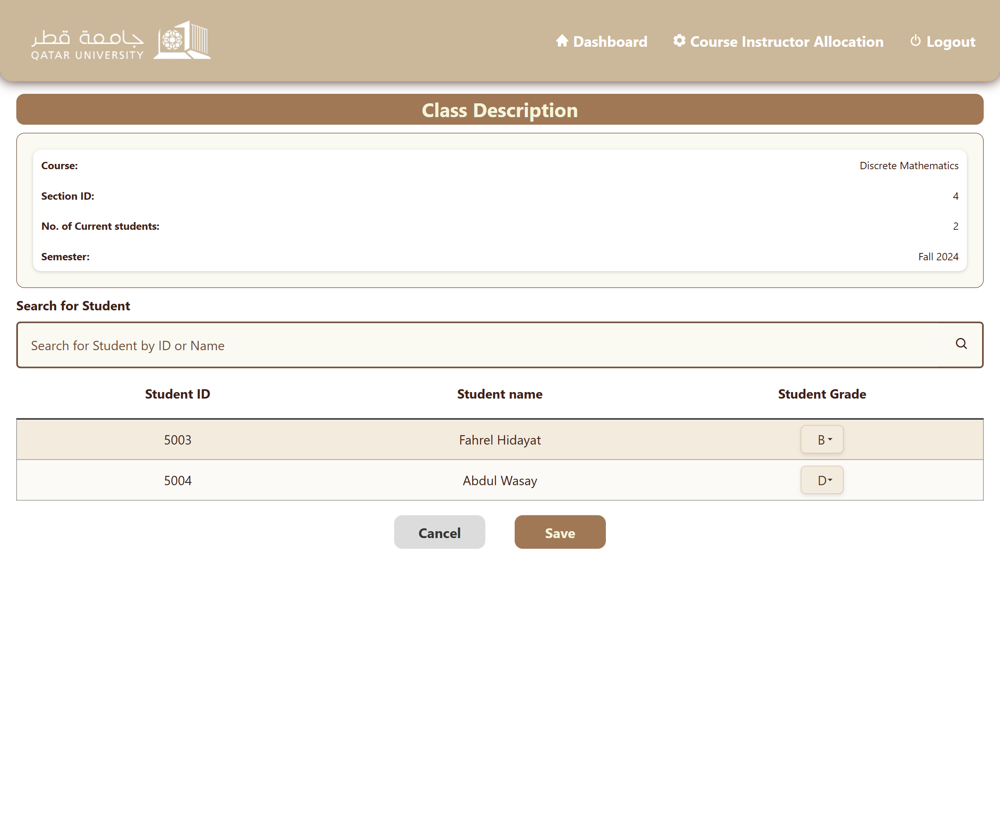 جامعة قطر
QATAR UNIVERSITY
Dashboard
Course Instructor Allocation
Logout
Class Description
Course: Discrete Mathematics
Section ID: 4
No. of Current students: 2
Semester: Fall 2024
Search for Student
Search for Student by ID or Name
Student ID Student name Student Grade
5003 Fahrel Hidayat B
5004 Abdul Wasay D
Cancel Save